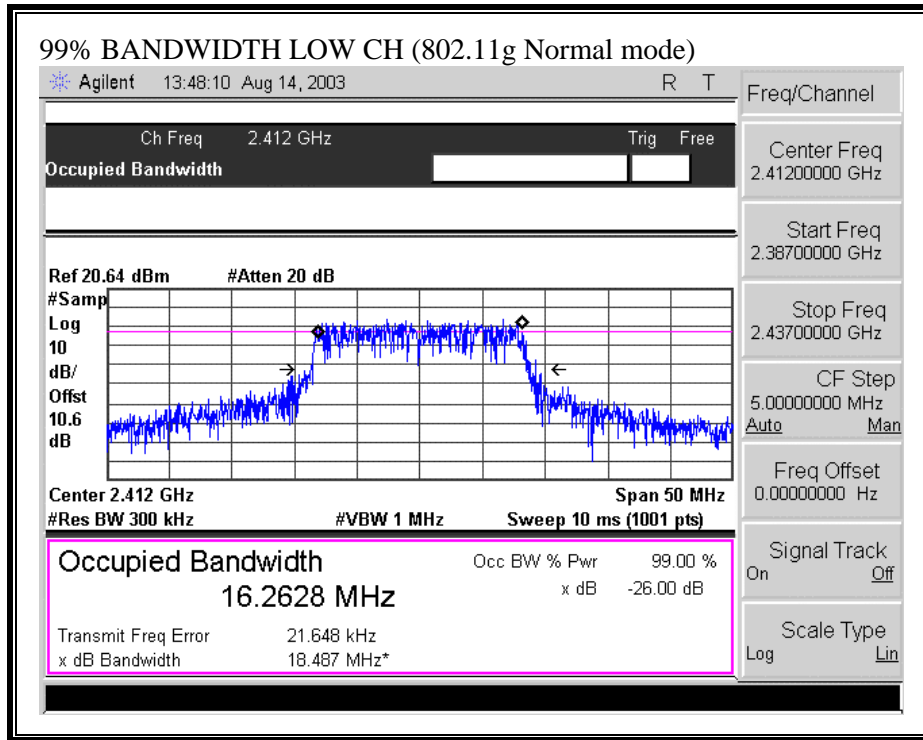 99% BANDWIDTH LOW CH (802.11g Normal mode)
Agilent 13:48:10 Aug 14, 2003 R T
Freq/Channel
Ch Freq 2.412 GHz Trig Free
Occupied Bandwidth
Center Freq
2.41200000 GHz
Start Freq
2.38700000 GHz
Stop Freq
2.43700000 GHz
CF Step
5.00000000 MHz
Auto Man
Freq Offset
0.00000000 Hz
Signal Track
On Off
Scale Type
Log Lin
Ref 20.64 dBm #Atten 20 dB
#Samp
Log
10
dB/
Offst
10.6
dB
Center 2.412 GHz Span 50 MHz
#Res BW 300 kHz #VBW 1 MHz Sweep 10 ms (1001 pts)
Occupied Bandwidth Occ BW % Pwr 99.00 %
16.2628 MHz x dB -26.00 dB
Transmit Freq Error 21.648 kHz
x dB Bandwidth 18.487 MHz*